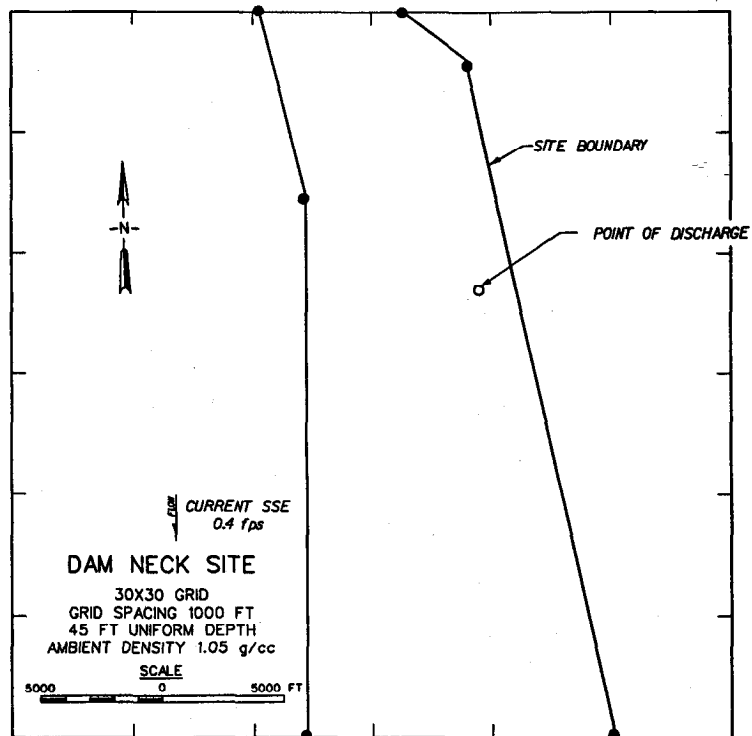 SITE BOUNDARY
-N-
POINT OF DISCHARGE
FLOW
CURRENT SSE
0.4 fps
DAM NECK SITE
30X30 GRID
GRID SPACING 1000 FT
45 FT UNIFORM DEPTH
AMBIENT DENSITY 1.05 g/cc
SCALE
5000 0 5000 FT